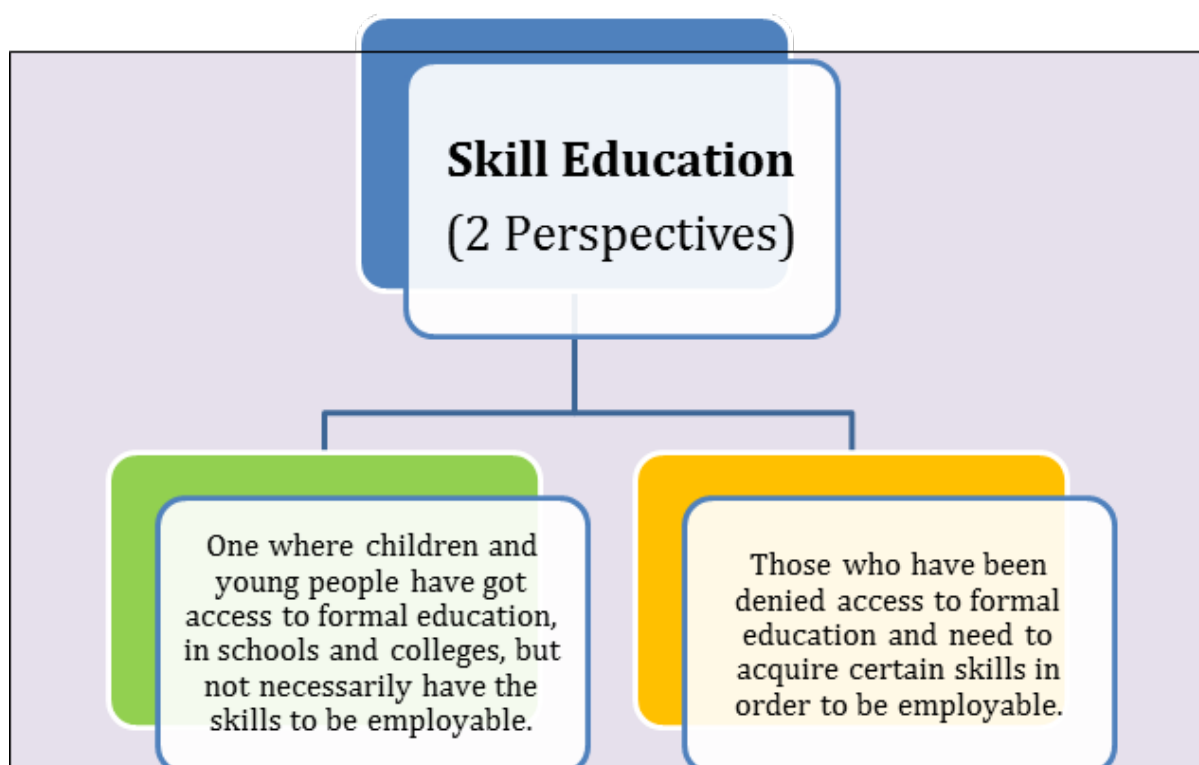 Skill Education
(2 Perspectives)
One where children and
young people have got
access to formal education,
in schools and colleges, but
not necessarily have the
skills to be employable.
Those who have been
denied access to formal
education and need to
acquire certain skills in
order to be employable.